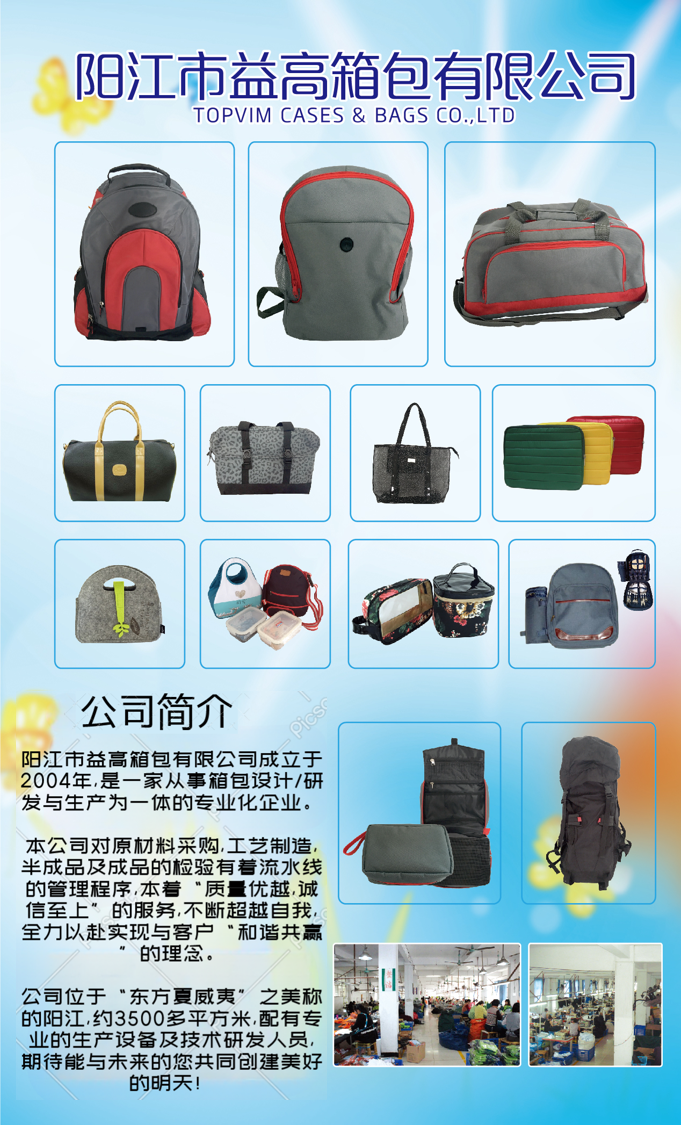 阳江市益高箱包有限公司
TOPVIM CASES & BAGS CO.,LTD
公司简介
阳江市益高箱包有限公司成立于
2004年,是一家从事箱包设计/研
发与生产为一体的专业化企业。
本公司对原材料采购,工艺制造,
半成品及成品的检验有着流水线
的管理程序,本着“质量优越,诚
信至上”的服务,不断超越自我,
全力以赴实现与客户“和谐共赢
”的理念。
公司位于“东方夏威夷”之美称
的阳江,约3500多平方米,配有专
业的生产设备及技术研发人员,
期待能与未来的您共同创建美好
的明天!